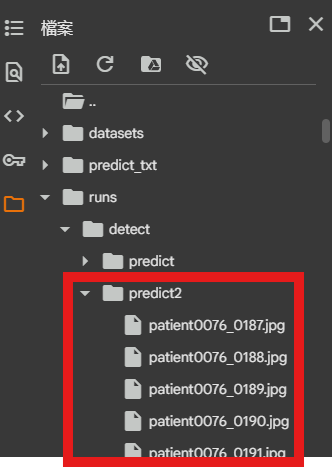 檔案
..
datasets
predict_txt
runs
detect
predict
predict2
patient0076_0187.jpg
patient0076_0188.jpg
patient0076_0189.jpg
patient0076_0190.jpg
patient0076_0191.jpg